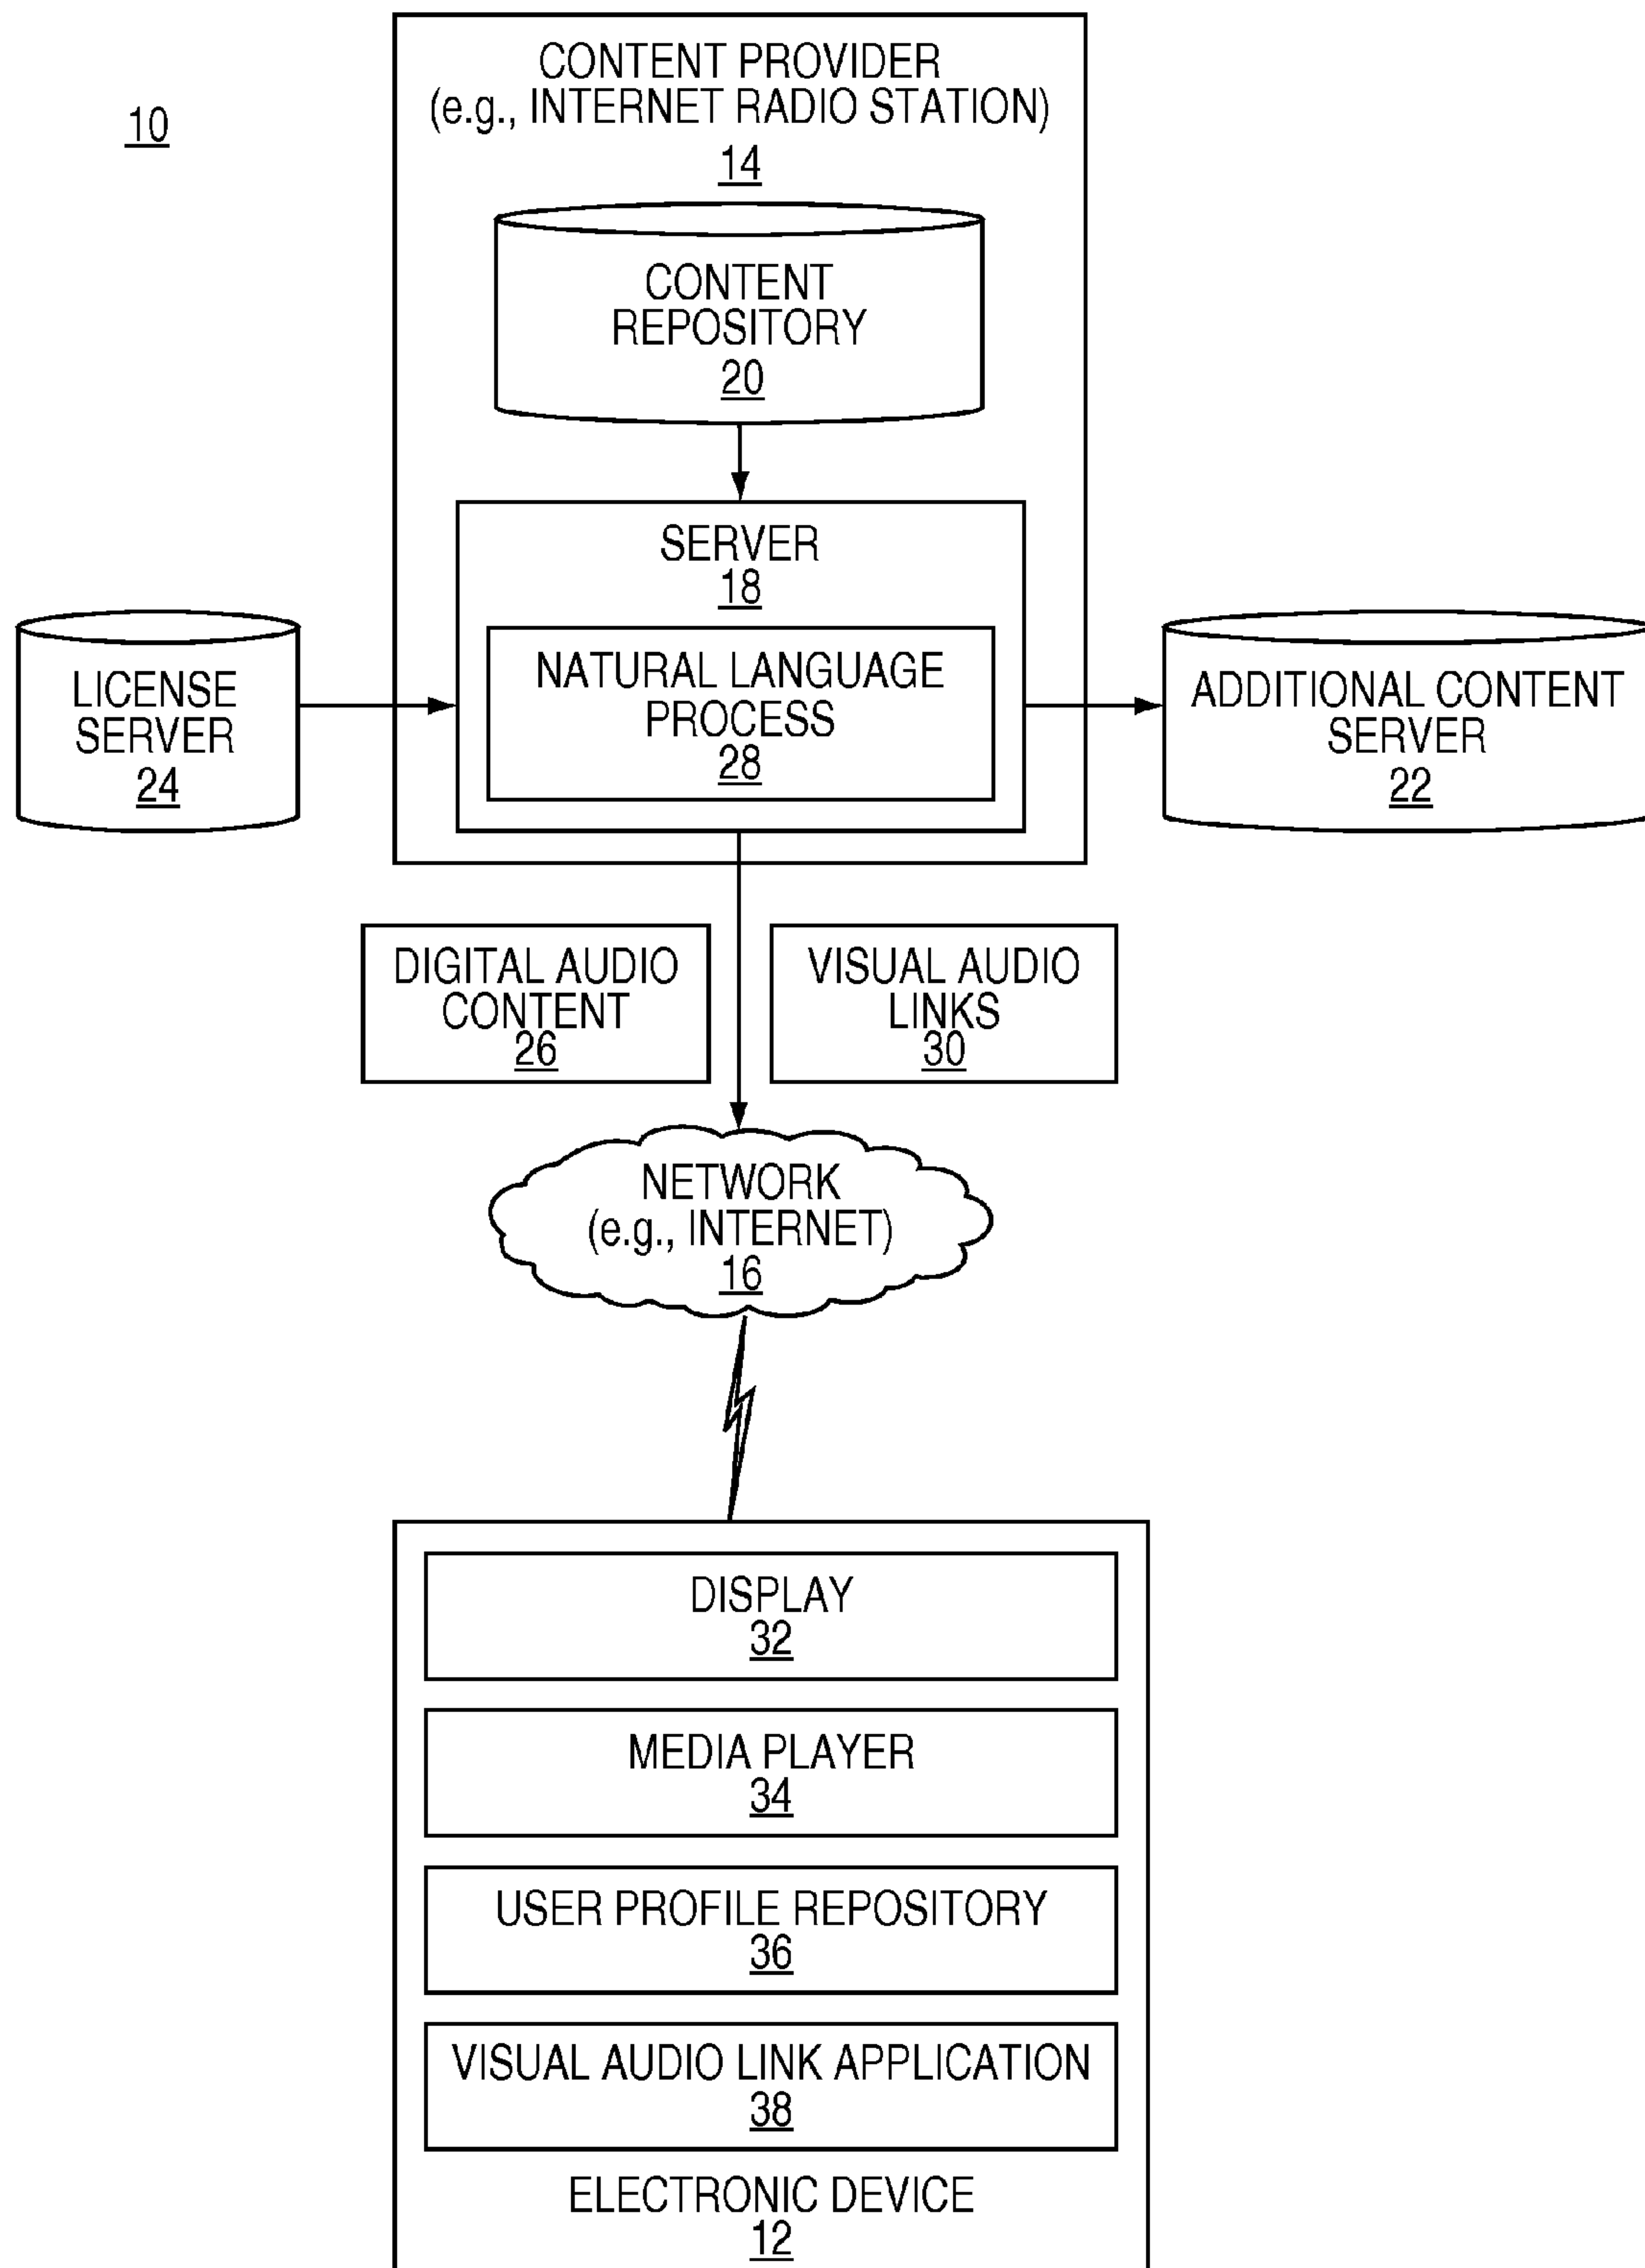 10
CONTENT PROVIDER
(e.g., INTERNET RADIO STATION)
14
CONTENT
REPOSITORY
20
SERVER
18
NATURAL LANGUAGE
PROCESS
28
LICENSE
SERVER
24
ADDITIONAL CONTENT
SERVER
22
DIGITAL AUDIO
CONTENT
26
VISUAL AUDIO
LINKS
30
NETWORK
(e.g., INTERNET)
16
DISPLAY
32
MEDIA PLAYER
34
USER PROFILE REPOSITORY
36
VISUAL AUDIO LINK APPLICATION
38
ELECTRONIC DEVICE
12